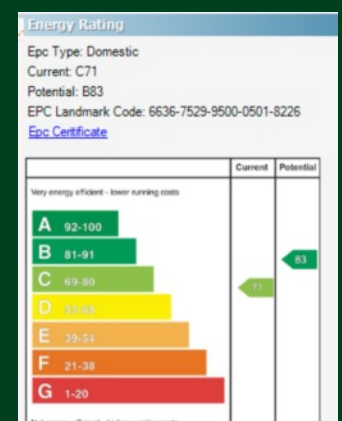 Energy Rating
Epc Type: Domestic
Current: C71
Potential: B83
EPC Landmark Code: 6636-7529-9500-0501-8226
Epc Certificate
Current Potential
Very energy efficient - lower running costs
A 92-100
B 81-91
83
C 69-80
71
D 55-68
E 39-54
F 21-38
G 1-20